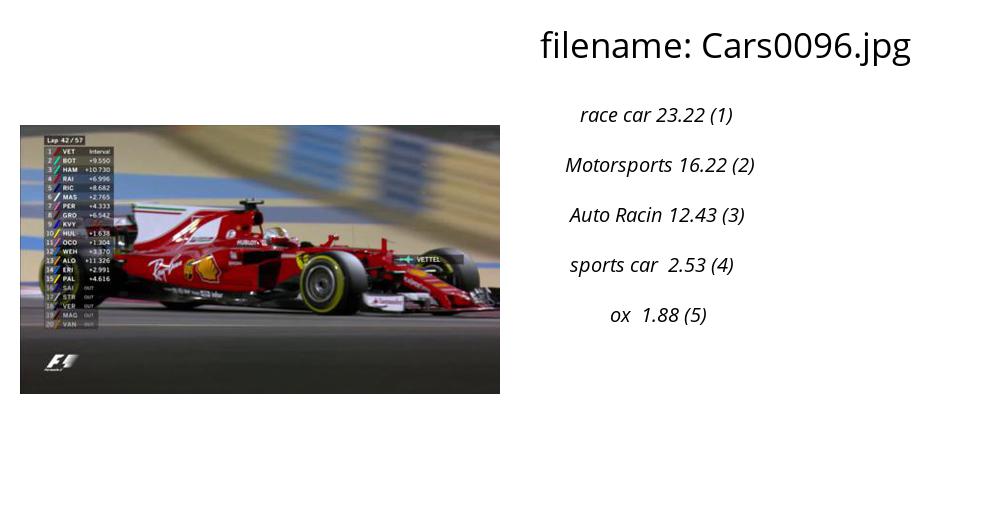 filename: Cars0096.jpg
race car 23.22 (1)
Motorsports 16.22 (2)
Auto Racin 12.43 (3)
sports car 2.53 (4)
ox 1.88 (5)
Lap 42/57
1 VET Interval
2 BOT +9.550
3 HAM +10.730
4 RAI +6.996
5 RIC +8.682
6 MAS +2.765
7 PER +4.333
8 GRO +6.542
9 KVY
10 HUL +1.638
11 OCO +1.304
12 WEH +3.370
13 ALO +11.326
14 ERI +2.991
15 PAL +4.616
16 SAI OUT
17 STR OUT
18 VER OUT
19 MAG OUT
20 VAN OUT
HUBLOT
VETTEL
Ray-Ban
Santander
F1